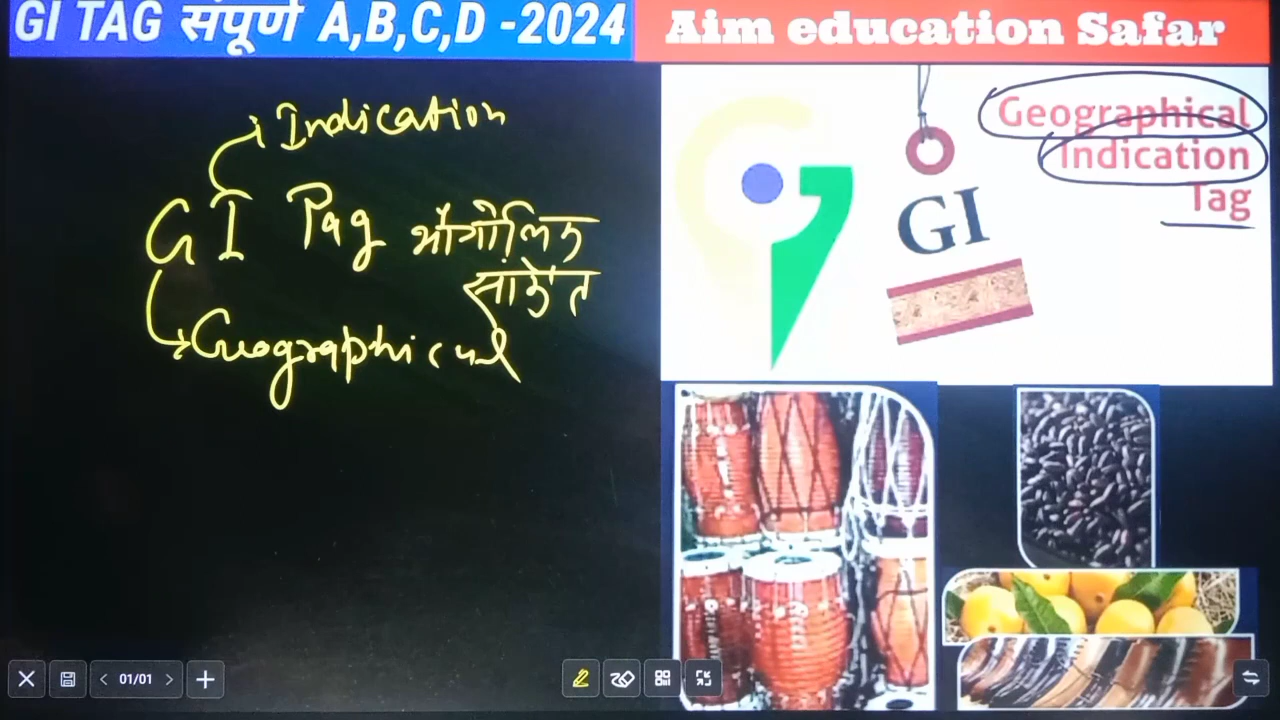 GI TAG संपूर्ण A,B,C,D -2024
Aim education Safar
Indication
GI Tag भौगोलिक
सांकेत
Geographical
Geographical
Indication
Tag
GI
01/01